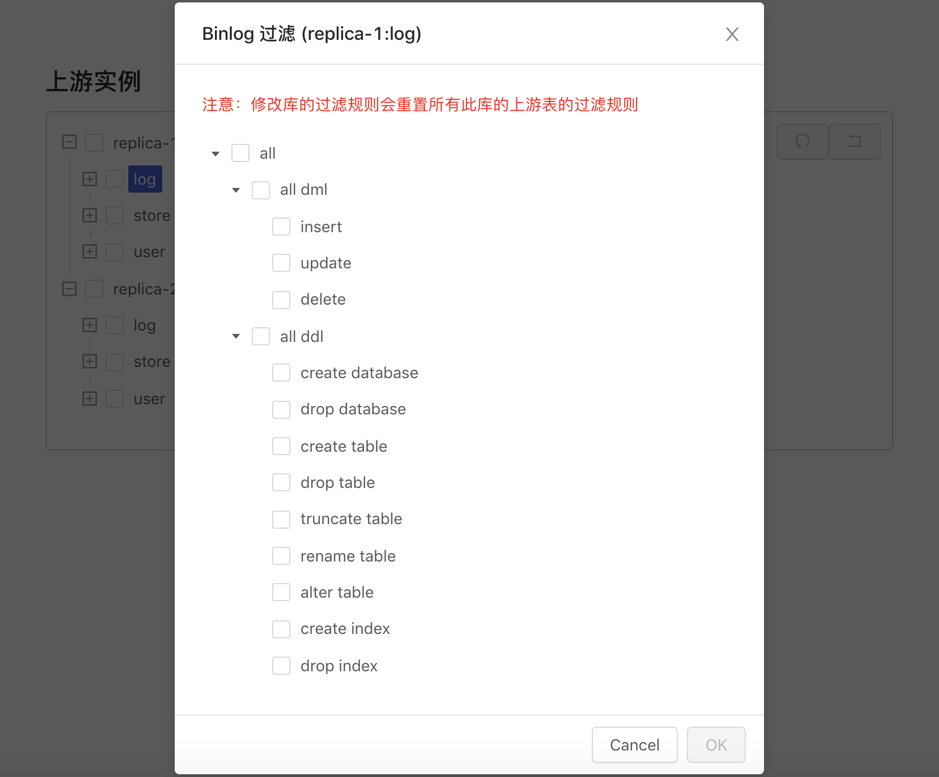 Binlog 过滤 (replica-1:log)
上游实例
注意：修改库的过滤规则会重置所有此库的上游表的过滤规则
replica-1
log
store
user
replica-2
log
store
user
all
all dml
insert
update
delete
all ddl
create database
drop database
create table
drop table
truncate table
rename table
alter table
create index
drop index
Cancel
OK